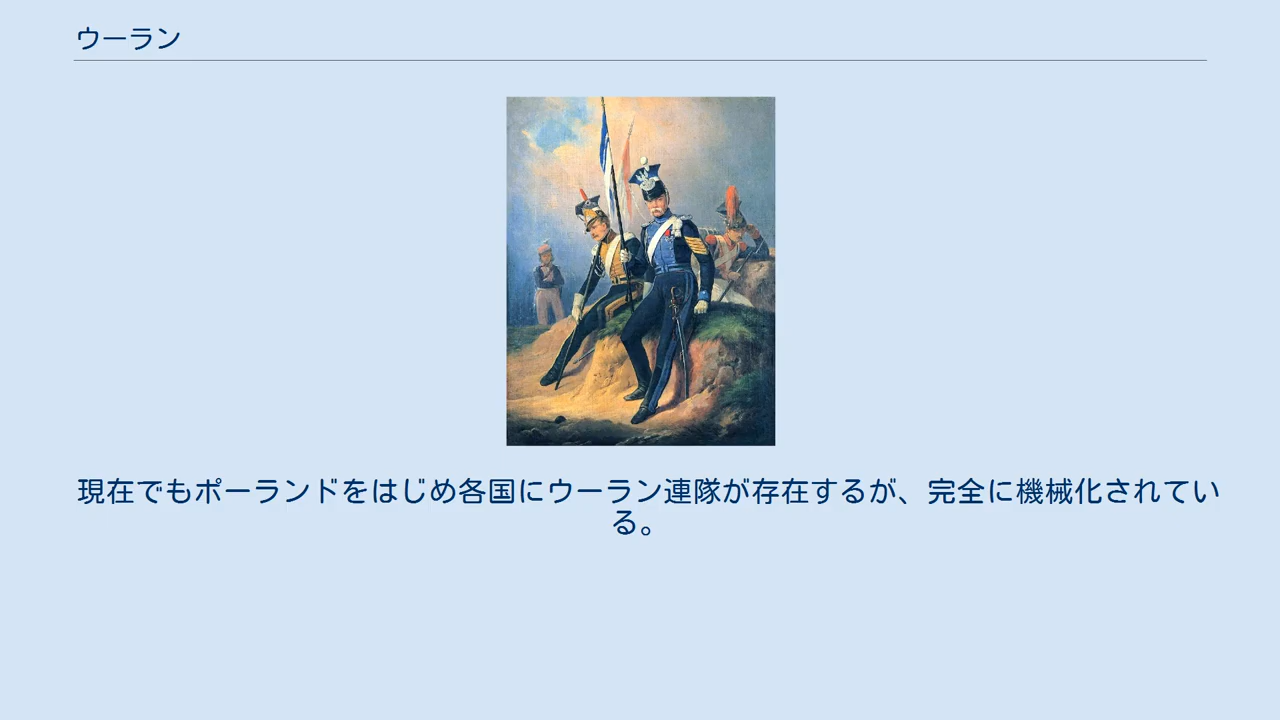 ウーラン
現在でもポーランドをはじめ各国にウーラン連隊が存在するが、完全に機械化されてい
る。